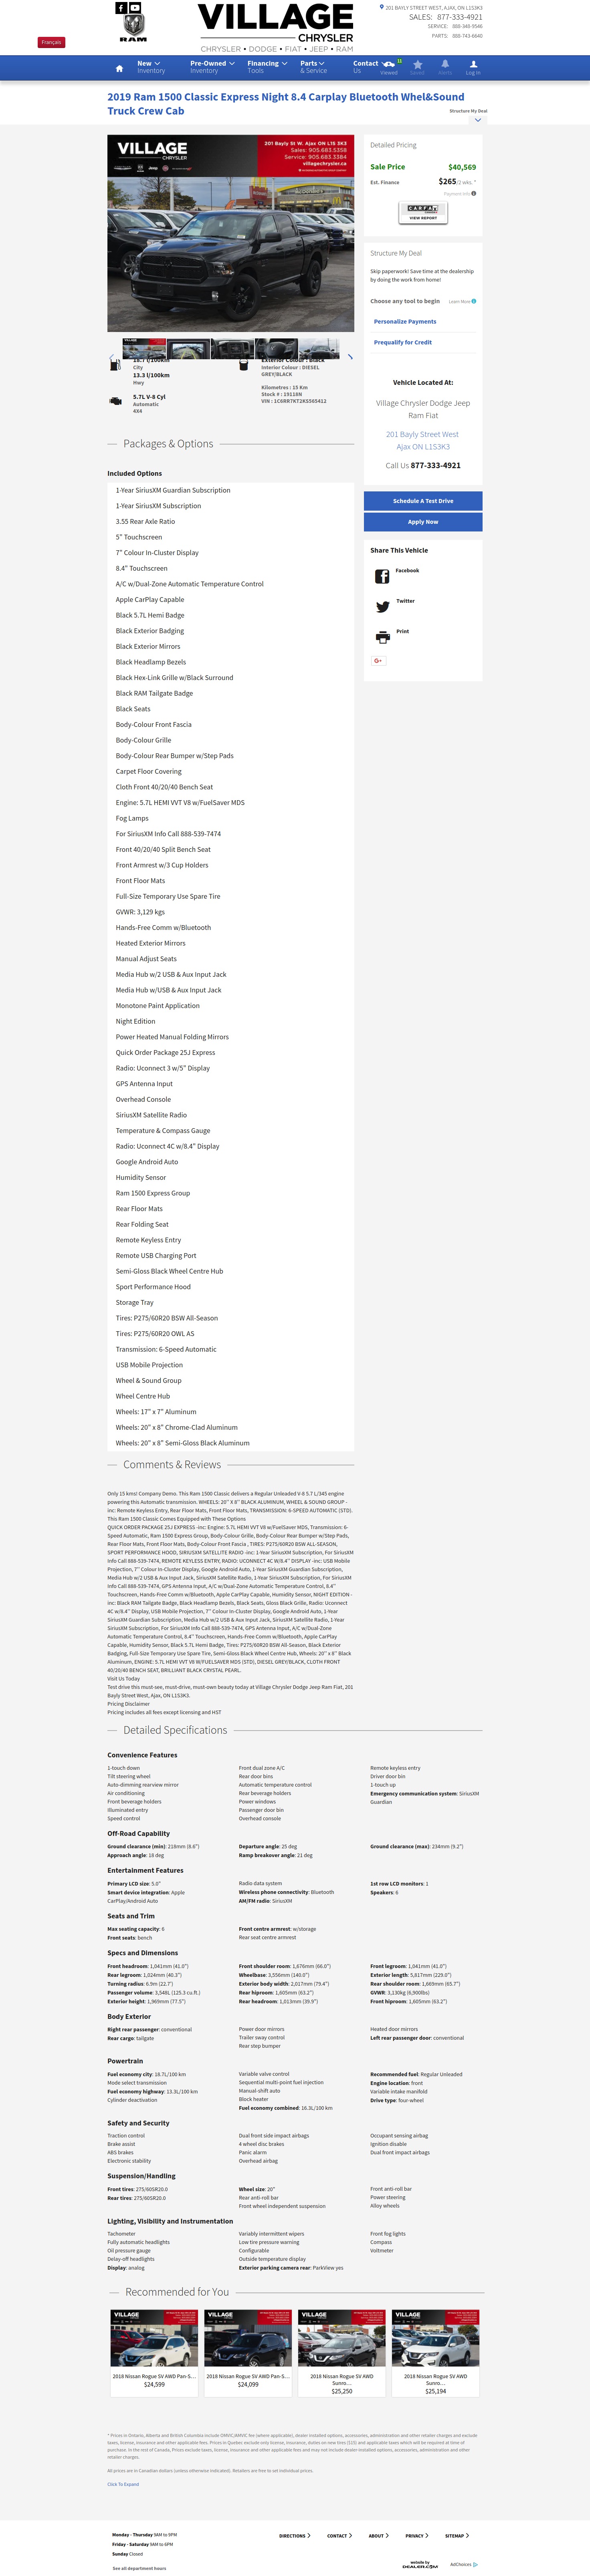 VILLAGE
CHRYSLER
CHRYSLER • DODGE • FIAT • JEEP • RAM
RAM
Français
201 BAYLY STREET WEST, AJAX, ON L1S3K3
SALES: 877-333-4921
SERVICE: 888-349-9566
PARTS: 888-743-6640
New
Inventory
Pre-Owned
Inventory
Financing
Tools
Parts
& Service
Contact
Us
Viewed
Saved
Alerts
Log In
2019 Ram 1500 Classic Express Night 8.4 Carplay Bluetooth Whel&Sound
Truck Crew Cab
Structure My Deal
VILLAGE
CHRYSLER
201 Bayly St W. Ajax ON L1S 3K3
Sales: 905.683.5358
Service: 905.683.3384
villagechrysler.ca
18.7 l/100km
City
13.3 l/100km
Hwy
5.7L V-8 Cyl
Automatic
4X4
Exterior Colour : Black
Interior Colour : DIESEL
GREY/BLACK
Kilometres : 15 Km
Stock # : 19118N
VIN : 1C6RR7KT2KS565412
Detailed Pricing
Sale Price $40,569
Est. Finance $265/2 wks. *
Payment Info
CARFAX
VIEW REPORT
Structure My Deal
Skip paperwork! Save time at the dealership
by doing the work from home!
Choose any tool to begin
Learn More
Personalize Payments
Prequalify for Credit
Vehicle Located At:
Village Chrysler Dodge Jeep
Ram Fiat
201 Bayly Street West
Ajax ON L1S3K3
Call Us 877-333-4921
Schedule A Test Drive
Apply Now
Share This Vehicle
Facebook
Twitter
Print
G+
Packages & Options
Included Options
1-Year SiriusXM Guardian Subscription
1-Year SiriusXM Subscription
3.55 Rear Axle Ratio
5" Touchscreen
7" Colour In-Cluster Display
8.4" Touchscreen
A/C w/Dual-Zone Automatic Temperature Control
Apple CarPlay Capable
Black 5.7L Hemi Badge
Black Exterior Badging
Black Exterior Mirrors
Black Headlamp Bezels
Black Hex-Link Grille w/Black Surround
Black RAM Tailgate Badge
Black Seats
Body-Colour Front Fascia
Body-Colour Grille
Body-Colour Rear Bumper w/Step Pads
Carpet Floor Covering
Cloth Front 40/20/40 Bench Seat
Engine: 5.7L HEMI VVT V8 w/FuelSaver MDS
Fog Lamps
For SiriusXM Info Call 888-539-7474
Front 40/20/40 Split Bench Seat
Front Armrest w/3 Cup Holders
Front Floor Mats
Full-Size Temporary Use Spare Tire
GVWR: 3,129 kgs
Hands-Free Comm w/Bluetooth
Heated Exterior Mirrors
Manual Adjust Seats
Media Hub w/2 USB & Aux Input Jack
Media Hub w/USB & Aux Input Jack
Monotone Paint Application
Night Edition
Power Heated Manual Folding Mirrors
Quick Order Package 25J Express
Radio: Uconnect 3 w/5" Display
GPS Antenna Input
Overhead Console
SiriusXM Satellite Radio
Temperature & Compass Gauge
Radio: Uconnect 4C w/8.4" Display
Google Android Auto
Humidity Sensor
Ram 1500 Express Group
Rear Floor Mats
Rear Folding Seat
Remote Keyless Entry
Remote USB Charging Port
Semi-Gloss Black Wheel Centre Hub
Sport Performance Hood
Storage Tray
Tires: P275/60R20 BSW All-Season
Tires: P275/60R20 OWL AS
Transmission: 6-Speed Automatic
USB Mobile Projection
Wheel & Sound Group
Wheel Centre Hub
Wheels: 17" x 7" Aluminum
Wheels: 20" x 8" Chrome-Clad Aluminum
Wheels: 20" x 8" Semi-Gloss Black Aluminum
Comments & Reviews
Only 15 kms! Company Demo. This Ram 1500 Classic delivers a Regular Unleaded V-8 5.7 L/345 engine
powering this Automatic transmission. WHEELS: 20" X 8" BLACK ALUMINUM, WHEEL & SOUND GROUP -
inc: Remote Keyless Entry, Rear Floor Mats, Front Floor Mats, TRANSMISSION: 6-SPEED AUTOMATIC (STD).
This Ram 1500 Classic Comes Equipped with These Options
QUICK ORDER PACKAGE 25J EXPRESS -inc: Engine: 5.7L HEMI VVT V8 w/FuelSaver MDS, Transmission: 6-
Speed Automatic, Ram 1500 Express Group, Body-Colour Grille, Body-Colour Rear Bumper w/Step Pads,
Rear Floor Mats, Front Floor Mats, Body-Colour Front Fascia , TIRES: P275/60R20 BSW ALL-SEASON,
SPORT PERFORMANCE HOOD, SIRIUSXM SATELLITE RADIO -inc: 1-Year SiriusXM Subscription, For SiriusXM
Info Call 888-539-7474, REMOTE KEYLESS ENTRY, RADIO: UCONNECT 4C W/8.4" DISPLAY -inc: USB Mobile
Projection, 7" Colour In-Cluster Display, Google Android Auto, 1-Year SiriusXM Guardian Subscription,
Media Hub w/2 USB & Aux Input Jack, SiriusXM Satellite Radio, 1-Year SiriusXM Subscription, For SiriusXM
Info Call 888-539-7474, GPS Antenna Input, A/C w/Dual-Zone Automatic Temperature Control, 8.4"
Touchscreen, Hands-Free Comm w/Bluetooth, Apple CarPlay Capable, Humidity Sensor, NIGHT EDITION -
inc: Black RAM Tailgate Badge, Black Headlamp Bezels, Black Seats, Gloss Black Grille, Radio: Uconnect
4C w/8.4" Display, USB Mobile Projection, 7" Colour In-Cluster Display, Google Android Auto, 1-Year
SiriusXM Guardian Subscription, Media Hub w/2 USB & Aux Input Jack, SiriusXM Satellite Radio, 1-Year
SiriusXM Subscription, For SiriusXM Info Call 888-539-7474, GPS Antenna Input, A/C w/Dual-Zone
Automatic Temperature Control, 8.4" Touchscreen, Hands-Free Comm w/Bluetooth, Apple CarPlay
Capable, Humidity Sensor, Black 5.7L Hemi Badge, Tires: P275/60R20 BSW All-Season, Black Exterior
Badging, Full-Size Temporary Use Spare Tire, Semi-Gloss Black Wheel Centre Hub, Wheels: 20" x 8" Black
Aluminum, ENGINE: 5.7L HEMI VVT V8 W/FUELSAVER MDS (STD), DIESEL GREY/BLACK, CLOTH FRONT
40/20/40 BENCH SEAT, BRILLIANT BLACK CRYSTAL PEARL.
Visit Us Today
Test drive this must-see, must-drive, must-own beauty today at Village Chrysler Dodge Jeep Ram Fiat, 201
Bayly Street West, Ajax, ON L1S3K3.
Pricing Disclaimer
Pricing includes all fees except licensing and HST
Detailed Specifications
Convenience Features
1-touch down
Tilt steering wheel
Auto-dimming rearview mirror
Air conditioning
Front beverage holders
Illuminated entry
Speed control
Front dual zone A/C
Rear door bins
Automatic temperature control
Rear beverage holders
Power windows
Passenger door bin
Overhead console
Remote keyless entry
Driver door bin
1-touch up
Emergency communication system: SiriusXM
Guardian
Off-Road Capability
Ground clearance (min): 218mm (8.6")
Approach angle: 18 deg
Departure angle: 25 deg
Ramp breakover angle: 21 deg
Ground clearance (max): 234mm (9.2")
Entertainment Features
Primary LCD size: 5.0"
Smart device integration: Apple
CarPlay/Android Auto
Radio data system
Wireless phone connectivity: Bluetooth
AM/FM radio: SiriusXM
1st row LCD monitors: 1
Speakers: 6
Seats and Trim
Max seating capacity: 6
Front seats: bench
Front centre armrest: w/storage
Rear seat centre armrest
Specs and Dimensions
Front headroom: 1,041mm (41.0")
Rear legroom: 1,024mm (40.3")
Turning radius: 6.9m (22.7')
Passenger volume: 3,548L (125.3 cu.ft.)
Exterior height: 1,969mm (77.5")
Front shoulder room: 1,676mm (66.0")
Wheelbase: 3,556mm (140.0")
Exterior body width: 2,017mm (79.4")
Rear hiproom: 1,605mm (63.2")
Rear headroom: 1,013mm (39.9")
Front legroom: 1,041mm (41.0")
Exterior length: 5,817mm (229.0")
Rear shoulder room: 1,669mm (65.7")
GVWR: 3,130kg (6,900lbs)
Front hiproom: 1,605mm (63.2")
Body Exterior
Right rear passenger: conventional
Rear cargo: tailgate
Power door mirrors
Trailer sway control
Rear step bumper
Heated door mirrors
Left rear passenger door: conventional
Powertrain
Fuel economy city: 18.7L/100 km
Mode select transmission
Fuel economy highway: 13.3L/100 km
Cylinder deactivation
Variable valve control
Sequential multi-point fuel injection
Manual-shift auto
Block heater
Fuel economy combined: 16.3L/100 km
Recommended fuel: Regular Unleaded
Engine location: front
Variable intake manifold
Drive type: four-wheel
Safety and Security
Traction control
Brake assist
ABS brakes
Electronic stability
Dual front side impact airbags
4 wheel disc brakes
Panic alarm
Overhead airbag
Occupant sensing airbag
Ignition disable
Dual front impact airbags
Suspension/Handling
Front tires: 275/60SR20.0
Rear tires: 275/60SR20.0
Wheel size: 20"
Rear anti-roll bar
Front wheel independent suspension
Front anti-roll bar
Power steering
Alloy wheels
Lighting, Visibility and Instrumentation
Tachometer
Fully automatic headlights
Oil pressure gauge
Delay-off headlights
Display: analog
Variably intermittent wipers
Low tire pressure warning
Configurable
Outside temperature display
Exterior parking camera rear: ParkView yes
Front fog lights
Compass
Voltmeter
Recommended for You
2018 Nissan Rogue SV AWD Pan-S…
$24,599
2018 Nissan Rogue SV AWD Pan-S…
$24,099
2018 Nissan Rogue SV AWD
Sunro…
$25,250
2018 Nissan Rogue SV AWD
Sunro…
$25,194
* Prices in Ontario, Alberta and British Columbia include OMVIC/AMVIC fee (where applicable), dealer installed options, accessories, administration and other retailer charges and exclude
taxes, license, insurance and other applicable fees. Prices in Quebec exclude only license, insurance, duties on new tires ($15) and applicable taxes which will be required at time of
purchase. In the rest of Canada, Prices exclude taxes, license, insurance and other applicable fees and may not include dealer installed options, accessories, administration and other
retailer charges.
All prices are in Canadian dollars (unless otherwise indicated). Retailers are free to set individual prices.
Click To Expand
Monday - Thursday 9AM to 9PM
Friday - Saturday 9AM to 6PM
Sunday Closed
See all department hours
DIRECTIONS
CONTACT
ABOUT
PRIVACY
SITEMAP
website by
DEALER.COM
AdChoices